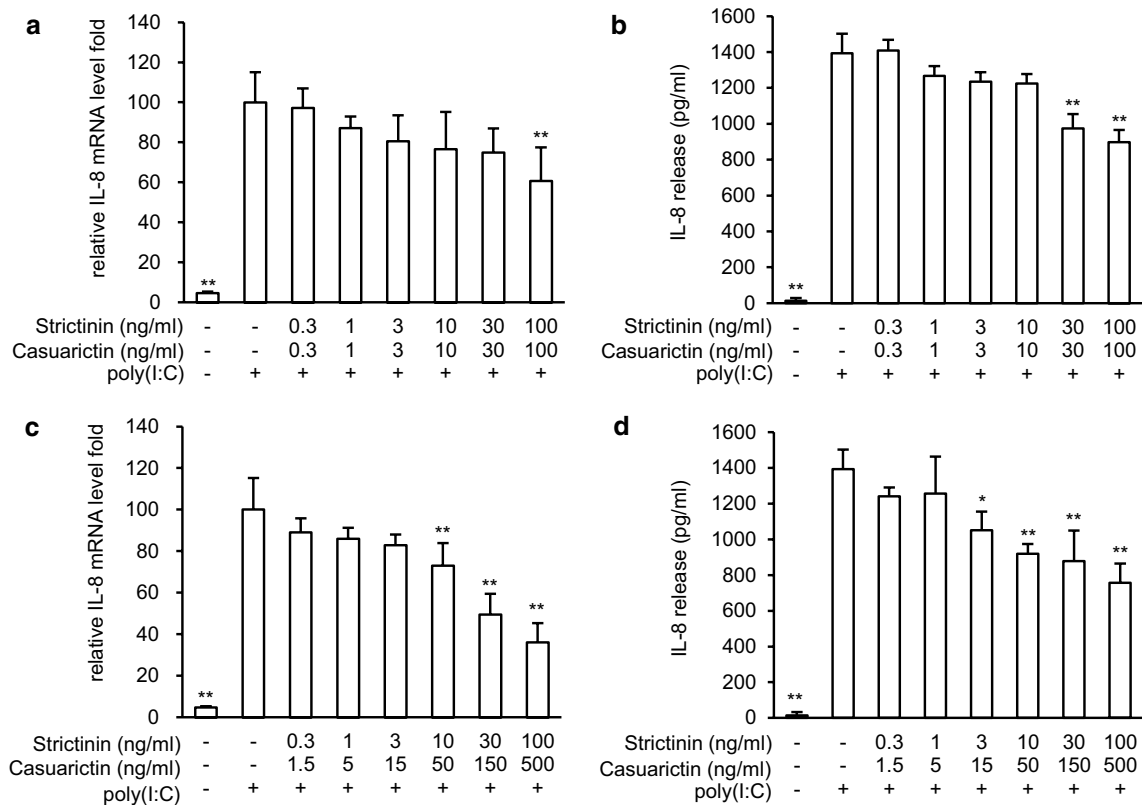 a
relative IL-8 mRNA level fold
140
120
100
80
60
40
20
0
**
**
Strictinin (ng/ml) - - 0.3 1 3 10 30 100
Casuarictin (ng/ml) - - 0.3 1 3 10 30 100
poly(I:C) - + + + + + + +
b
IL-8 release (pg/ml)
1600
1400
1200
1000
800
600
400
200
0
**
**
**
Strictinin (ng/ml) - - 0.3 1 3 10 30 100
Casuarictin (ng/ml) - - 0.3 1 3 10 30 100
poly(I:C) - + + + + + + +
c
relative IL-8 mRNA level fold
140
120
100
80
60
40
20
0
**
**
**
**
Strictinin (ng/ml) - - 0.3 1 3 10 30 100
Casuarictin (ng/ml) - - 1.5 5 15 50 150 500
poly(I:C) - + + + + + + +
d
IL-8 release (pg/ml)
1600
1400
1200
1000
800
600
400
200
0
**
*
**
**
**
Strictinin (ng/ml) - - 0.3 1 3 10 30 100
Casuarictin (ng/ml) - - 1.5 5 15 50 150 500
poly(I:C) - + + + + + + +